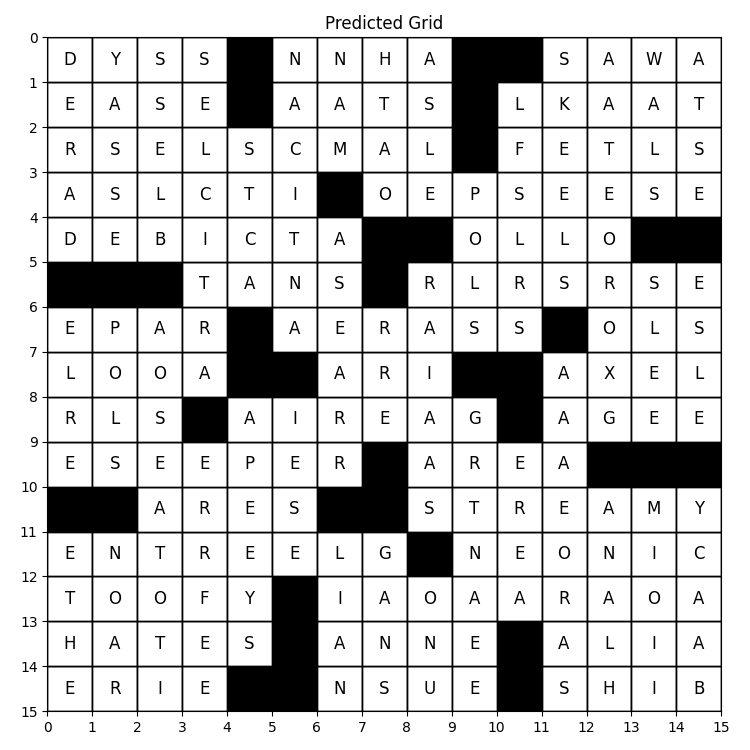 Predicted Grid
0
D Y S S N N H A S A W A
1
E A S E A A T S L K A A T
2
R S E L S C M A L F E T L S
3
A S L C T I O E P S E E S E
4
D E B I C T A O L L O
5
T A N S R L R S R S E
6
E P A R A E R A S S O L S
7
L O O A A R I A X E L
8
R L S A I R E A G A G E E
9
E S E E P E R A R E A
10
A R E S S T R E A M Y
11
E N T R E E L G N E O N I C
12
T O O F Y I A O A A R A O A
13
H A T E S A N N E A L I A
14
E R I E N S U E S H I B
15
0 1 2 3 4 5 6 7 8 9 10 11 12 13 14 15